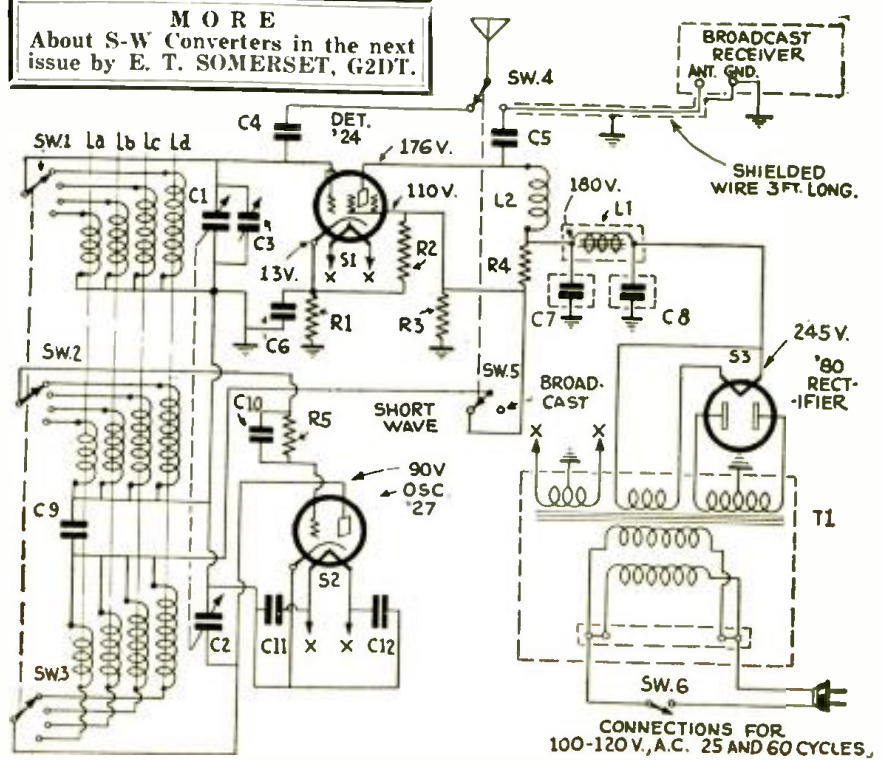 MORE
About S-W Converters in the next
issue by E. T. SOMERSET, G2DT.
BROADCAST
RECEIVER
ANT. GND.
SW.4
C4
DET.
'24
C5
176 V.
SHIELDED
WIRE 3 FT. LONG.
SW.1 La Lb Lc Ld
C1
C3
110 V.
180 V.
L1
L2
R2
S1
X X
13V.
R4
R1
R3
C6
C7
C8
SW.2
SW.5
245 V.
S3
'80
RECT-
-IFIER
BROAD-
CAST
SHORT
WAVE
C10
R5
X X
90V
OSC.
'27
C9
T1
S2
C2
C11
X X
C12
SW.3
SW.6
CONNECTIONS FOR
100-120 V., A.C. 25 AND 60 CYCLES.